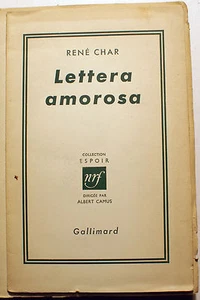 RENÉ CHAR
Lettera
amorosa
COLLECTION
ESPOIR
nrf
DIRIGÉE PAR
ALBERT CAMUS
Gallimard